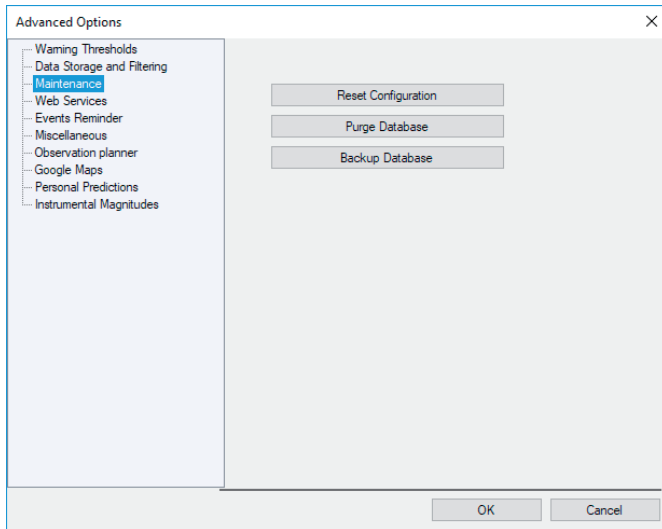 Advanced Options
Warning Thresholds
Data Storage and Filtering
Maintenance
Web Services
Events Reminder
Miscellaneous
Observation planner
Google Maps
Personal Predictions
Instrumental Magnitudes
Reset Configuration
Purge Database
Backup Database
OK
Cancel